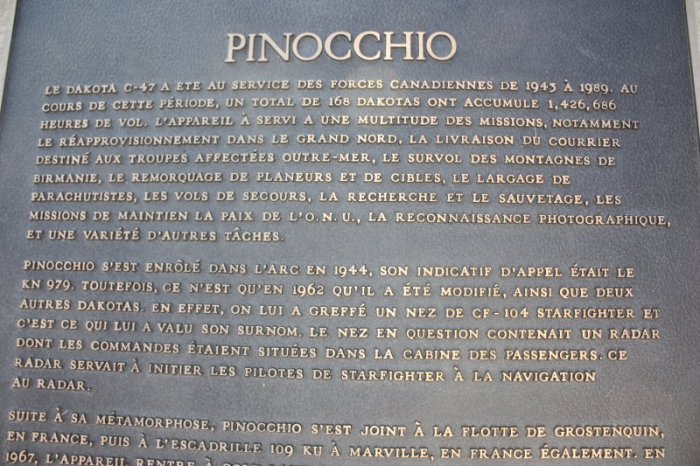 PINOCCHIO
LE DAKOTA C-47 A ETE AU SERVICE DES FORCES CANADIENNES DE 1943 À 1989. AU
COURS DE CETTE PÉRIODE, UN TOTAL DE 168 DAKOTAS ONT ACCUMULE 1,426,686
HEURES DE VOL. L'APPAREIL À SERVI A UNE MULTITUDE DES MISSIONS, NOTAMMENT
LE RÉAPPROVISIONNEMENT DANS LE GRAND NORD, LA LIVRAISON DU COURRIER
DESTINÉ AUX TROUPES AFFECTÉES OUTRE-MER, LE SURVOL DES MONTAGNES DE
BIRMANIE, LE REMORQUAGE DE PLANEURS ET DE CIBLES, LE LARGAGE DE
PARACHUTISTES, LES VOLS DE SECOURS, LA RECHERCHE ET LE SAUVETAGE, LES
MISSIONS DE MAINTIEN LA PAIX DE L'O.N.U., LA RECONNAISSANCE PHOTOGRAPHIQUE,
ET UNE VARIÉTÉ D'AUTRES TÂCHES.
PINOCCHIO S'EST ENRÔLÉ DANS L'ARC EN 1944, SON INDICATIF D'APPEL ÉTAIT LE
KN 979. TOUTEFOIS, CE N'EST QU'EN 1962 QU'IL A ÉTÉ MODIFIÉ, AINSI QUE DEUX
AUTRES DAKOTAS. EN EFFET, ON LUI A GREFFÉ UN NEZ DE CF-104 STARFIGHTER ET
C'EST CE QUI LUI A VALU SON SURNOM. LE NEZ EN QUESTION CONTENAIT UN RADAR
DONT LES COMMANDES ÉTAIENT SITUÉES DANS LA CABINE DES PASSENGERS. CE
RADAR SERVAIT À INITIER LES PILOTES DE STARFIGHTER À LA NAVIGATION
AU RADAR.
SUITE À SA MÉTAMORPHOSE, PINOCCHIO S'EST JOINT À LA FLOTTE DE GROSTENQUIN,
EN FRANCE, PUIS À L'ESCADRILLE 109 KU À MARVILLE, EN FRANCE ÉGALEMENT. EN
1967, L'APPAREIL RENTRE À